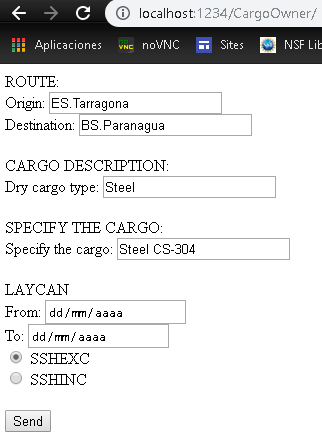 localhost:1234/CargoOwner/
Aplicaciones noVNC Sites NSF Lib
ROUTE:
Origin: ES.Tarragona
Destination: BS.Paranagua
CARGO DESCRIPTION:
Dry cargo type: Steel
SPECIFY THE CARGO:
Specify the cargo: Steel CS-304
LAYCAN
From: dd/mm/aaaa
To: dd/mm/aaaa
SSHEXC
SSHINC
Send